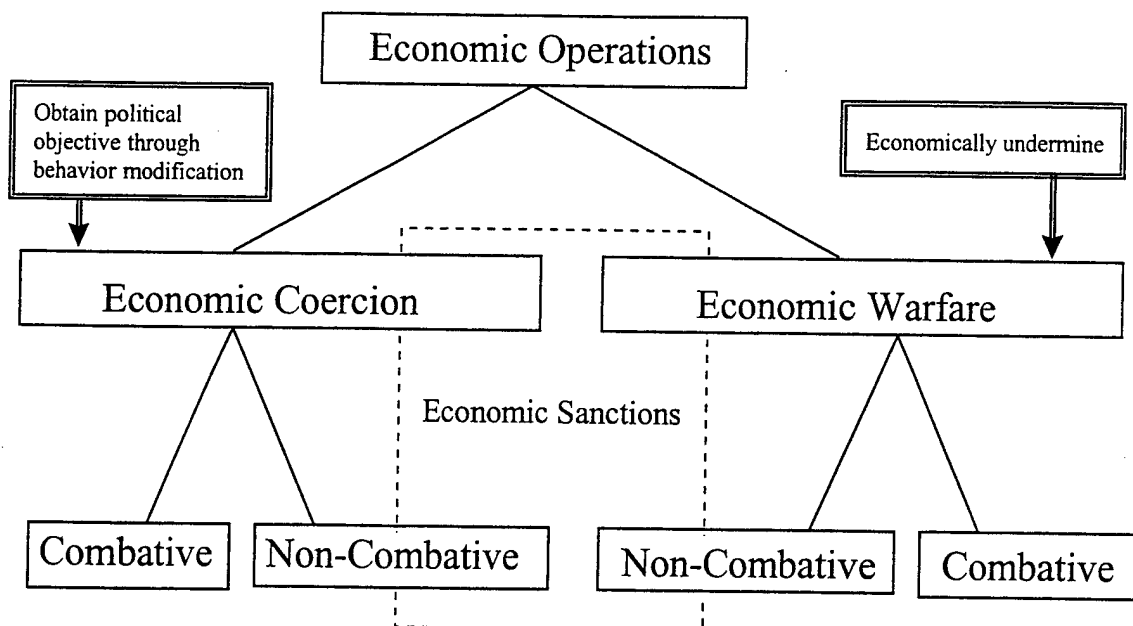 Economic Operations
Obtain political
objective through
behavior modification
Economically undermine
Economic Coercion
Economic Warfare
Economic Sanctions
Combative
Non-Combative
Non-Combative
Combative